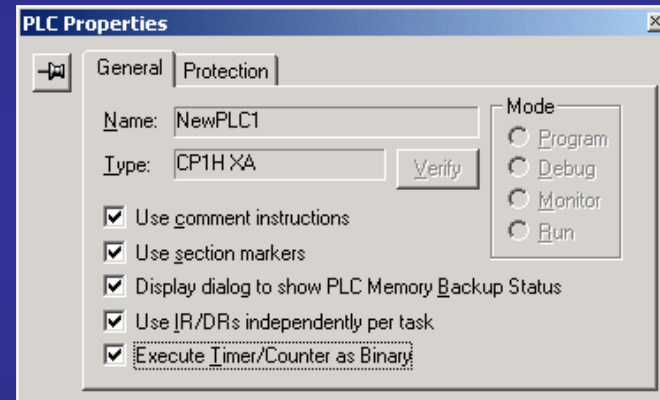 PLC Properties
General
Protection
Name: NewPLC1
Type: CP1H XA
Verify
Mode
Program
Debug
Monitor
Run
Use comment instructions
Use section markers
Display dialog to show PLC Memory Backup Status
Use IR/DRs independently per task
Execute Timer/Counter as Binary